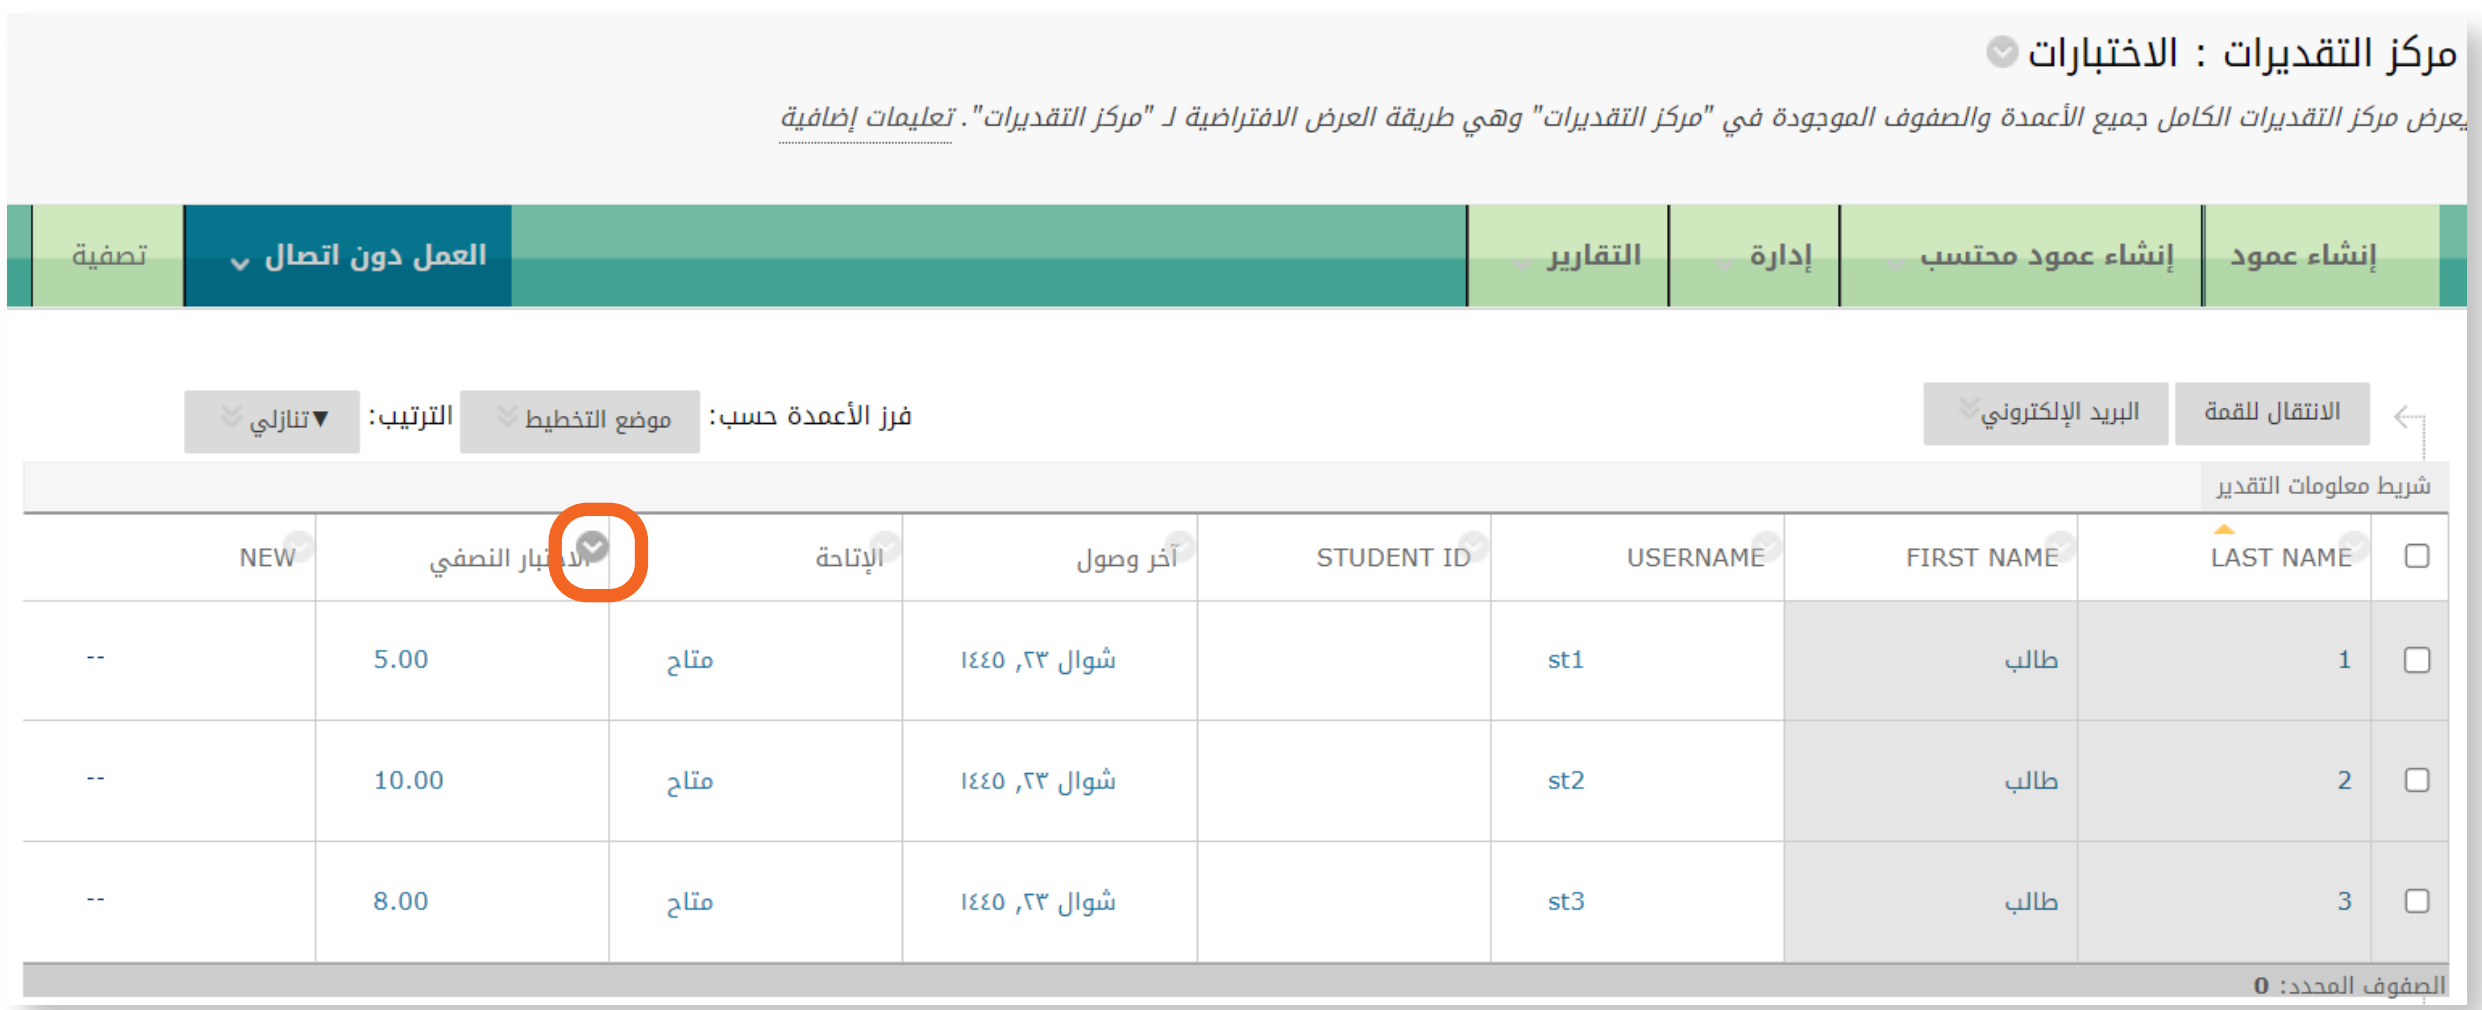 مركز التقديرات : الاختبارات
يعرض مركز التقديرات الكامل جميع الأعمدة والصفوف الموجودة في "مركز التقديرات" وهي طريقة العرض الافتراضية لـ "مركز التقديرات". تعليمات إضافية
إنشاء عمود إنشاء عمود محتسب إدارة التقارير العمل دون اتصال تصفية
الانتقال للقمة البريد الإلكتروني فرز الأعمدة حسب: موضع التخطيط الترتيب: ▼تنازلي
شريط معلومات التقدير
LAST NAME FIRST NAME USERNAME STUDENT ID آخر وصول الإتاحة الاختبار النصفي NEW
1 طالب st1 شوال ٢٣, ١٤٤٥ متاح 5.00 --
2 طالب st2 شوال ٢٣, ١٤٤٥ متاح 10.00 --
3 طالب st3 شوال ٢٣, ١٤٤٥ متاح 8.00 --
الصفوف المحدد: 0